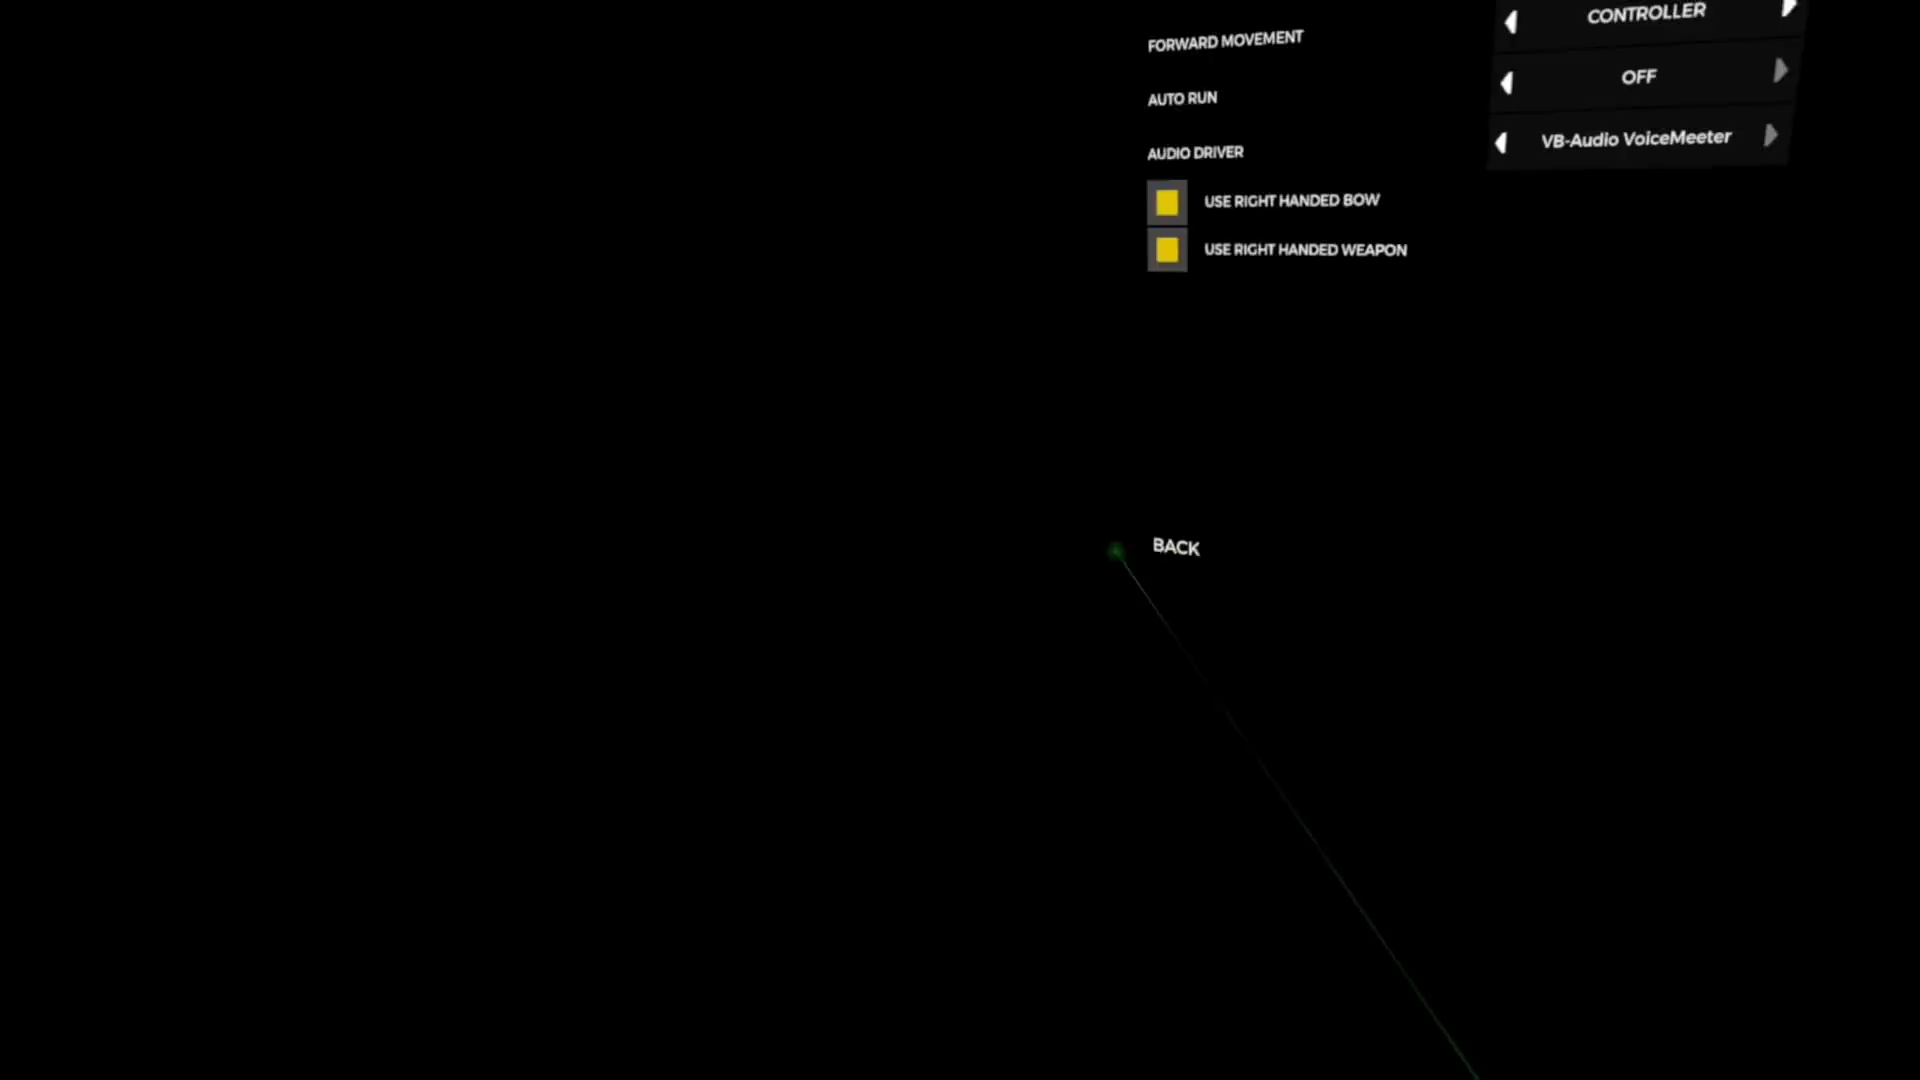 FORWARD MOVEMENT
CONTROLLER
AUTO RUN
OFF
AUDIO DRIVER
VB-Audio VoiceMeeter
USE RIGHT HANDED BOW
USE RIGHT HANDED WEAPON
BACK